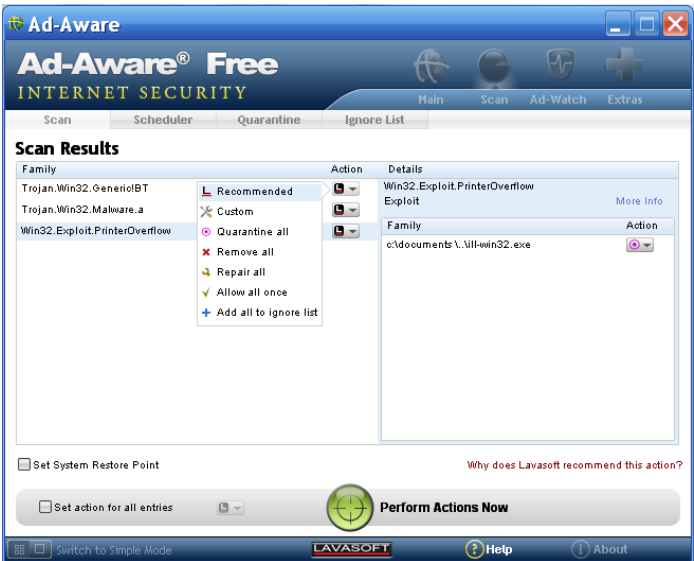 Ad-Aware
Ad-Aware® Free
INTERNET SECURITY
Main Scan Ad-Watch Extras
Scan Scheduler Quarantine Ignore List
Scan Results
Family Action
Trojan.Win32.Generic!BT
Trojan.Win32.Malware.a
Win32.Exploit.PrinterOverflow
Recommended
Custom
Quarantine all
Remove all
Repair all
Allow all once
Add all to ignore list
Details
Win32.Exploit.PrinterOverflow
Exploit More Info
Family Action
c:\documents \..\ill-win32.exe
Set System Restore Point
Why does Lavasoft recommend this action?
Set action for all entries
Perform Actions Now
Switch to Simple Mode
LAVASOFT
Help
About